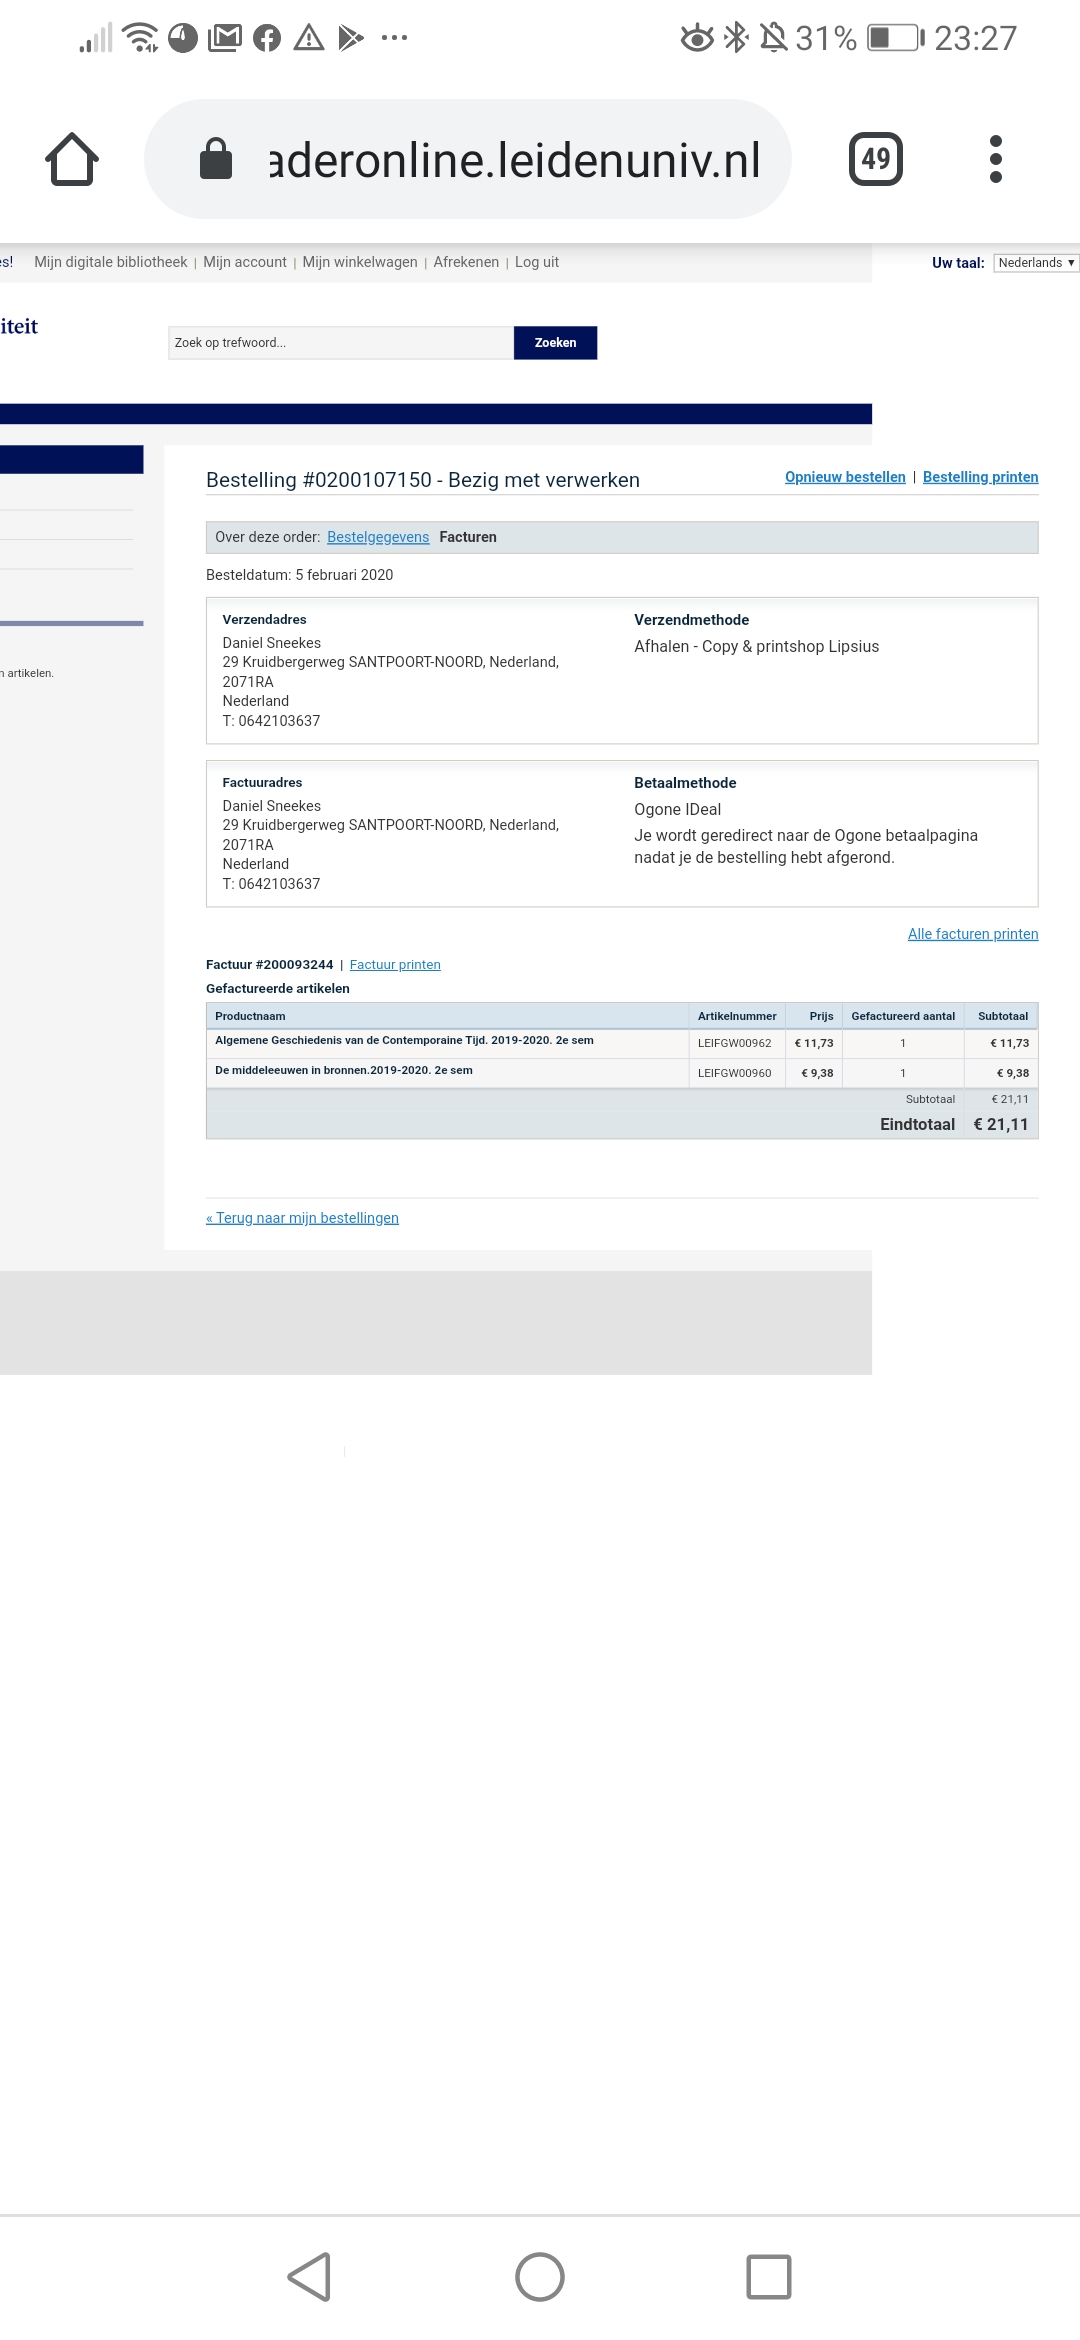 31% 23:27
aderonline.leidenuniv.nl 49
es! Mijn digitale bibliotheek | Mijn account | Mijn winkelwagen | Afrekenen | Log uit Uw taal: Nederlands ▼
iteit
Zoek op trefwoord... Zoeken
Bestelling #0200107150 - Bezig met verwerken Opnieuw bestellen | Bestelling printen
Over deze order: Bestelgegevens Facturen
Besteldatum: 5 februari 2020
Verzendadres
Daniel Sneekes
29 Kruidbergerweg SANTPOORT-NOORD, Nederland,
2071RA
Nederland
T: 0642103637
Verzendmethode
Afhalen - Copy & printshop Lipsius
n artikelen.
Factuuradres
Daniel Sneekes
29 Kruidbergerweg SANTPOORT-NOORD, Nederland,
2071RA
Nederland
T: 0642103637
Betaalmethode
Ogone IDeal
Je wordt geredirect naar de Ogone betaalpagina
nadat je de bestelling hebt afgerond.
Alle facturen printen
Factuur #200093244 | Factuur printen
Gefactureerde artikelen
Productnaam Artikelnummer Prijs Gefactureerd aantal Subtotaal
Algemene Geschiedenis van de Contemporaine Tijd. 2019-2020. 2e sem LEIFGW00962 € 11,73 1 € 11,73
De middeleeuwen in bronnen.2019-2020. 2e sem LEIFGW00960 € 9,38 1 € 9,38
Subtotaal € 21,11
Eindtotaal € 21,11
« Terug naar mijn bestellingen